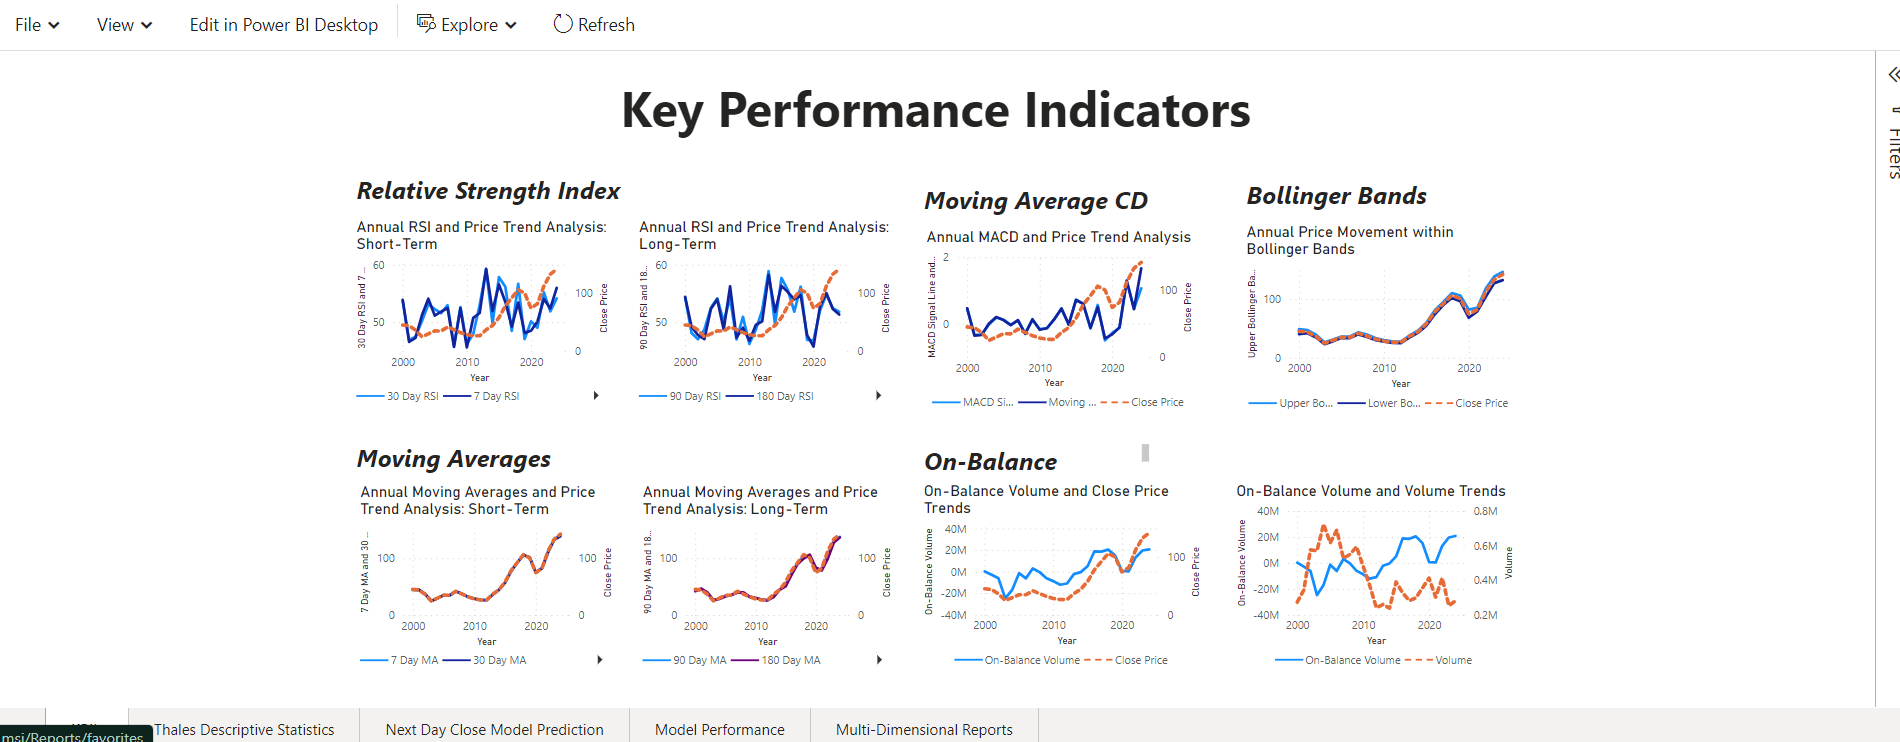 File View Edit in Power BI Desktop Explore Refresh
Filters
Key Performance Indicators
Relative Strength Index
Annual RSI and Price Trend Analysis:
Short-Term
30 Day RSI and 7 ...
60
50
100
0
Close Price
2000 2010 2020
Year
30 Day RSI 7 Day RSI
Annual RSI and Price Trend Analysis:
Long-Term
90 Day RSI and 18...
60
50
100
0
Close Price
2000 2010 2020
Year
90 Day RSI 180 Day RSI
Moving Average CD
Annual MACD and Price Trend Analysis
MACD Signal Line and...
2
0
100
0
Close Price
2000 2010 2020
Year
MACD Si... Moving ... Close Price
Bollinger Bands
Annual Price Movement within
Bollinger Bands
Upper Bollinger Ba...
100
0
2000 2010 2020
Year
Upper Bo... Lower Bo... Close Price
Moving Averages
Annual Moving Averages and Price
Trend Analysis: Short-Term
7 Day MA and 30 ...
100
0
100
0
Close Price
2000 2010 2020
Year
7 Day MA 30 Day MA
Annual Moving Averages and Price
Trend Analysis: Long-Term
90 Day MA and 18...
100
0
100
0
Close Price
2000 2010 2020
Year
90 Day MA 180 Day MA
On-Balance
On-Balance Volume and Close Price
Trends
On-Balance Volume
40M
20M
0M
-20M
-40M
100
0
Close Price
2000 2010 2020
Year
On-Balance Volume Close Price
On-Balance Volume and Volume Trends
On-Balance Volume
40M
20M
0M
-20M
-40M
0.8M
0.6M
0.4M
0.2M
Volume
2000 2010 2020
Year
On-Balance Volume Volume
msi/Reports/favorites
Thales Descriptive Statistics Next Day Close Model Prediction Model Performance Multi-Dimensional Reports